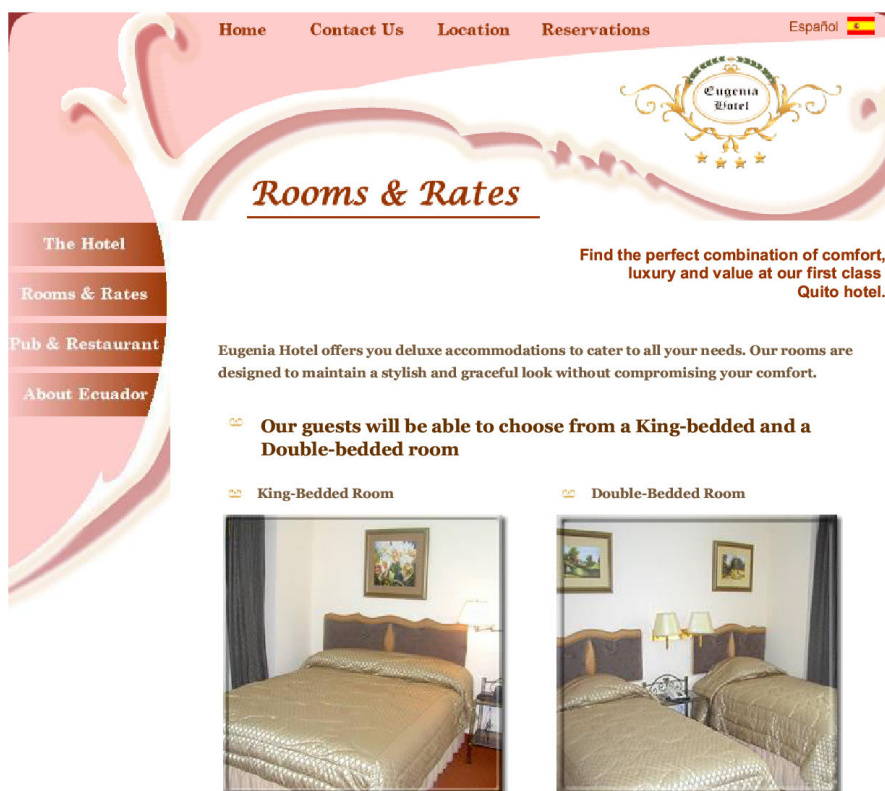 Home Contact Us Location Reservations Español
Eugenia
Hotel
Rooms & Rates
The Hotel
Rooms & Rates
Pub & Restaurant
About Ecuador
Find the perfect combination of comfort,
luxury and value at our first class
Quito hotel.
Eugenia Hotel offers you deluxe accommodations to cater to all your needs. Our rooms are
designed to maintain a stylish and graceful look without compromising your comfort.
Our guests will be able to choose from a King-bedded and a
Double-bedded room
King-Bedded Room Double-Bedded Room